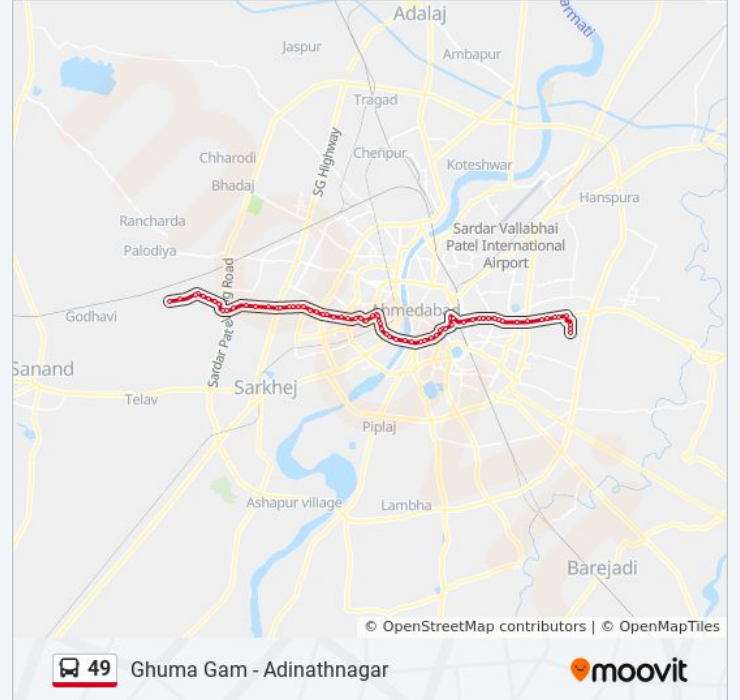 Adalaj
armati
Jaspur
Ambapur
Tragad
SG Highway
Chenpur
Chharodi
Koteshwar
Bhadaj
Hanspura
Rancharda
Sardar Vallabhai
Patel International
Airport
Palodiya
Ahmedabad
Godhavi
Sardar Patel
g Road
Sanand
Sarkhej
Telav
Piplaj
Ashapur village
Lambha
Barejadi
© OpenStreetMap contributors | © OpenMapTiles
49 Ghuma Gam - Adinathnagar
moovit